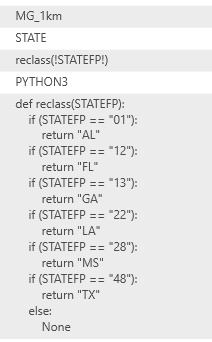 MG_1km
STATE
reclass(!STATEFP!)
PYTHON3
def reclass(STATEFP):
if (STATEFP == "01"):
return "AL"
if (STATEFP == "12"):
return "FL"
if (STATEFP == "13"):
return "GA"
if (STATEFP == "22"):
return "LA"
if (STATEFP == "28"):
return "MS"
if (STATEFP == "48"):
return "TX"
else:
None